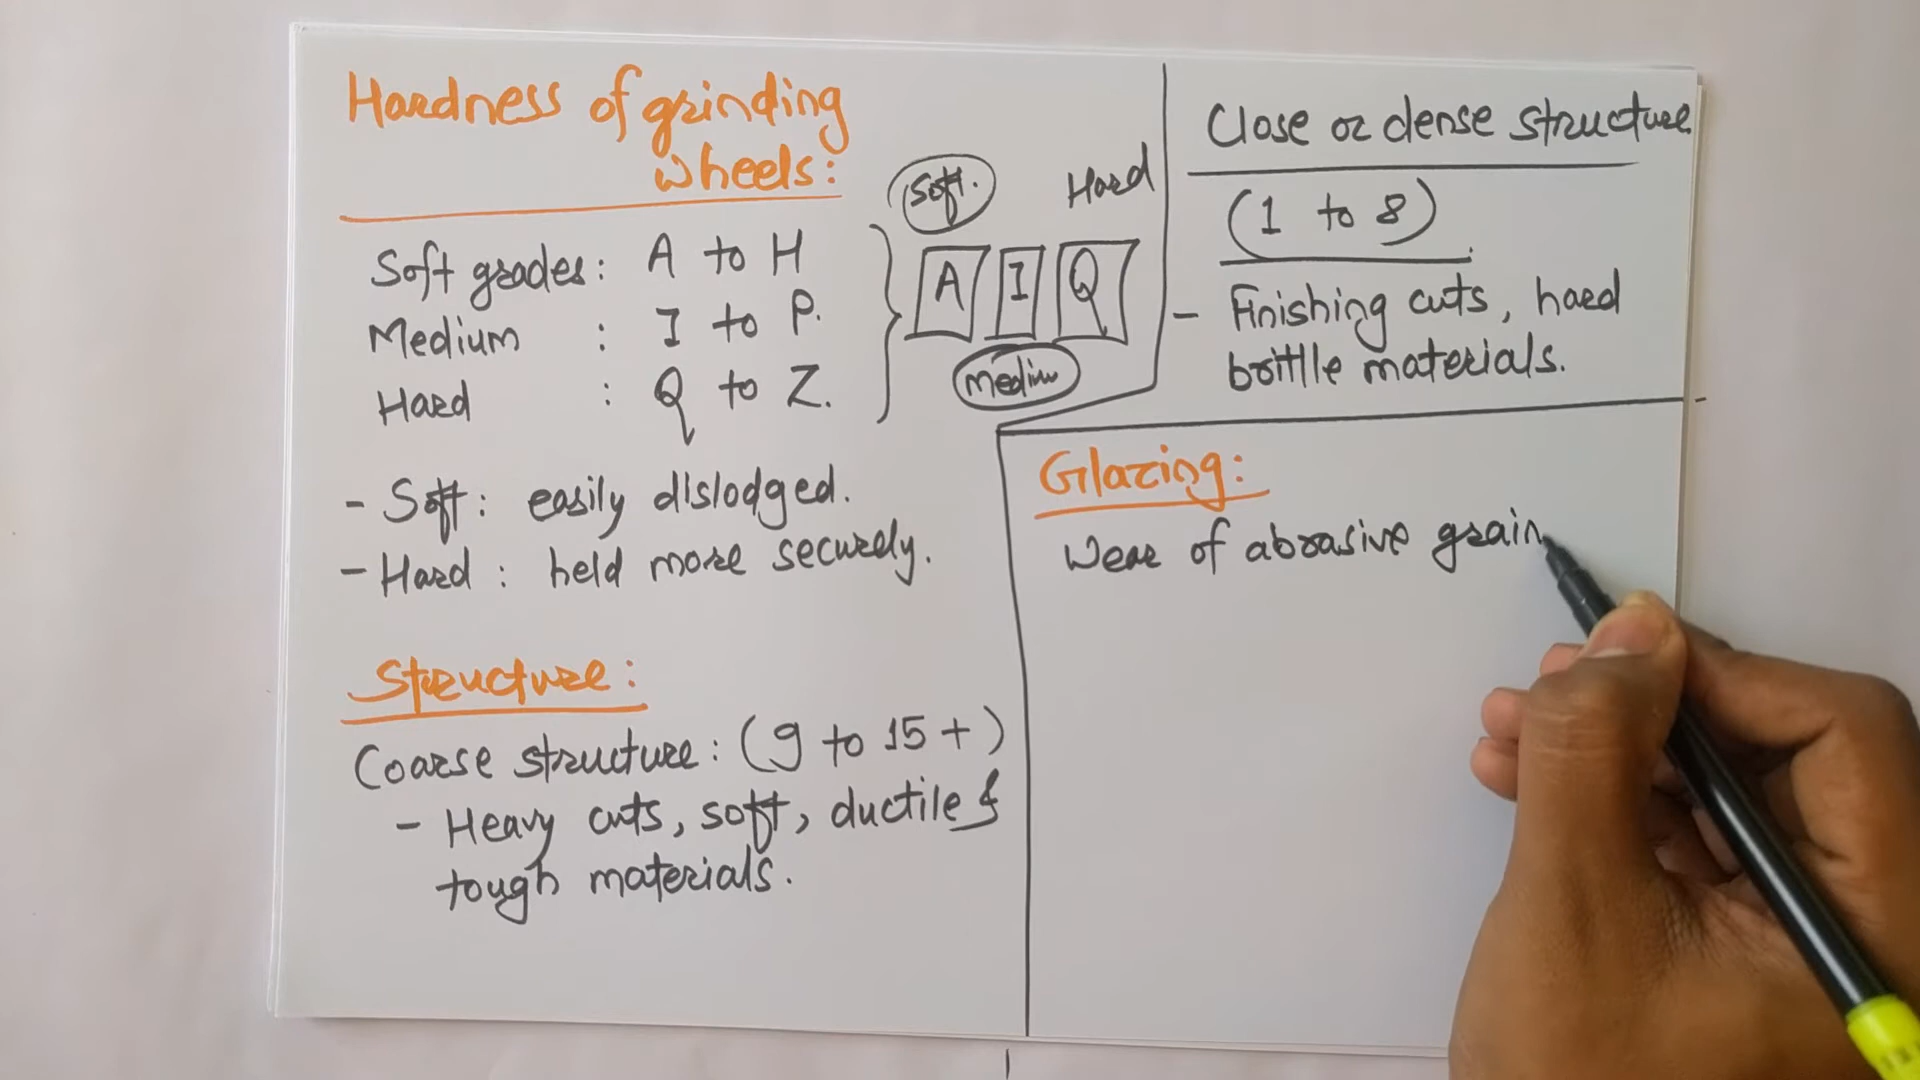 Hardness of grinding
wheels:
Soft grades: A to H
Medium : I to P.
Hard : Q to Z.
Soft. Hard
A I Q
Medium
- Soft: easily dislodged.
- Hard: held more securely.
Structure:
Coarse structure: (9 to 15+)
- Heavy cuts, soft, ductile &
tough materials.
Close or dense structure
(1 to 8)
- Finishing cuts, hard
brittle materials.
Glazing:
Wear of abrasive grain